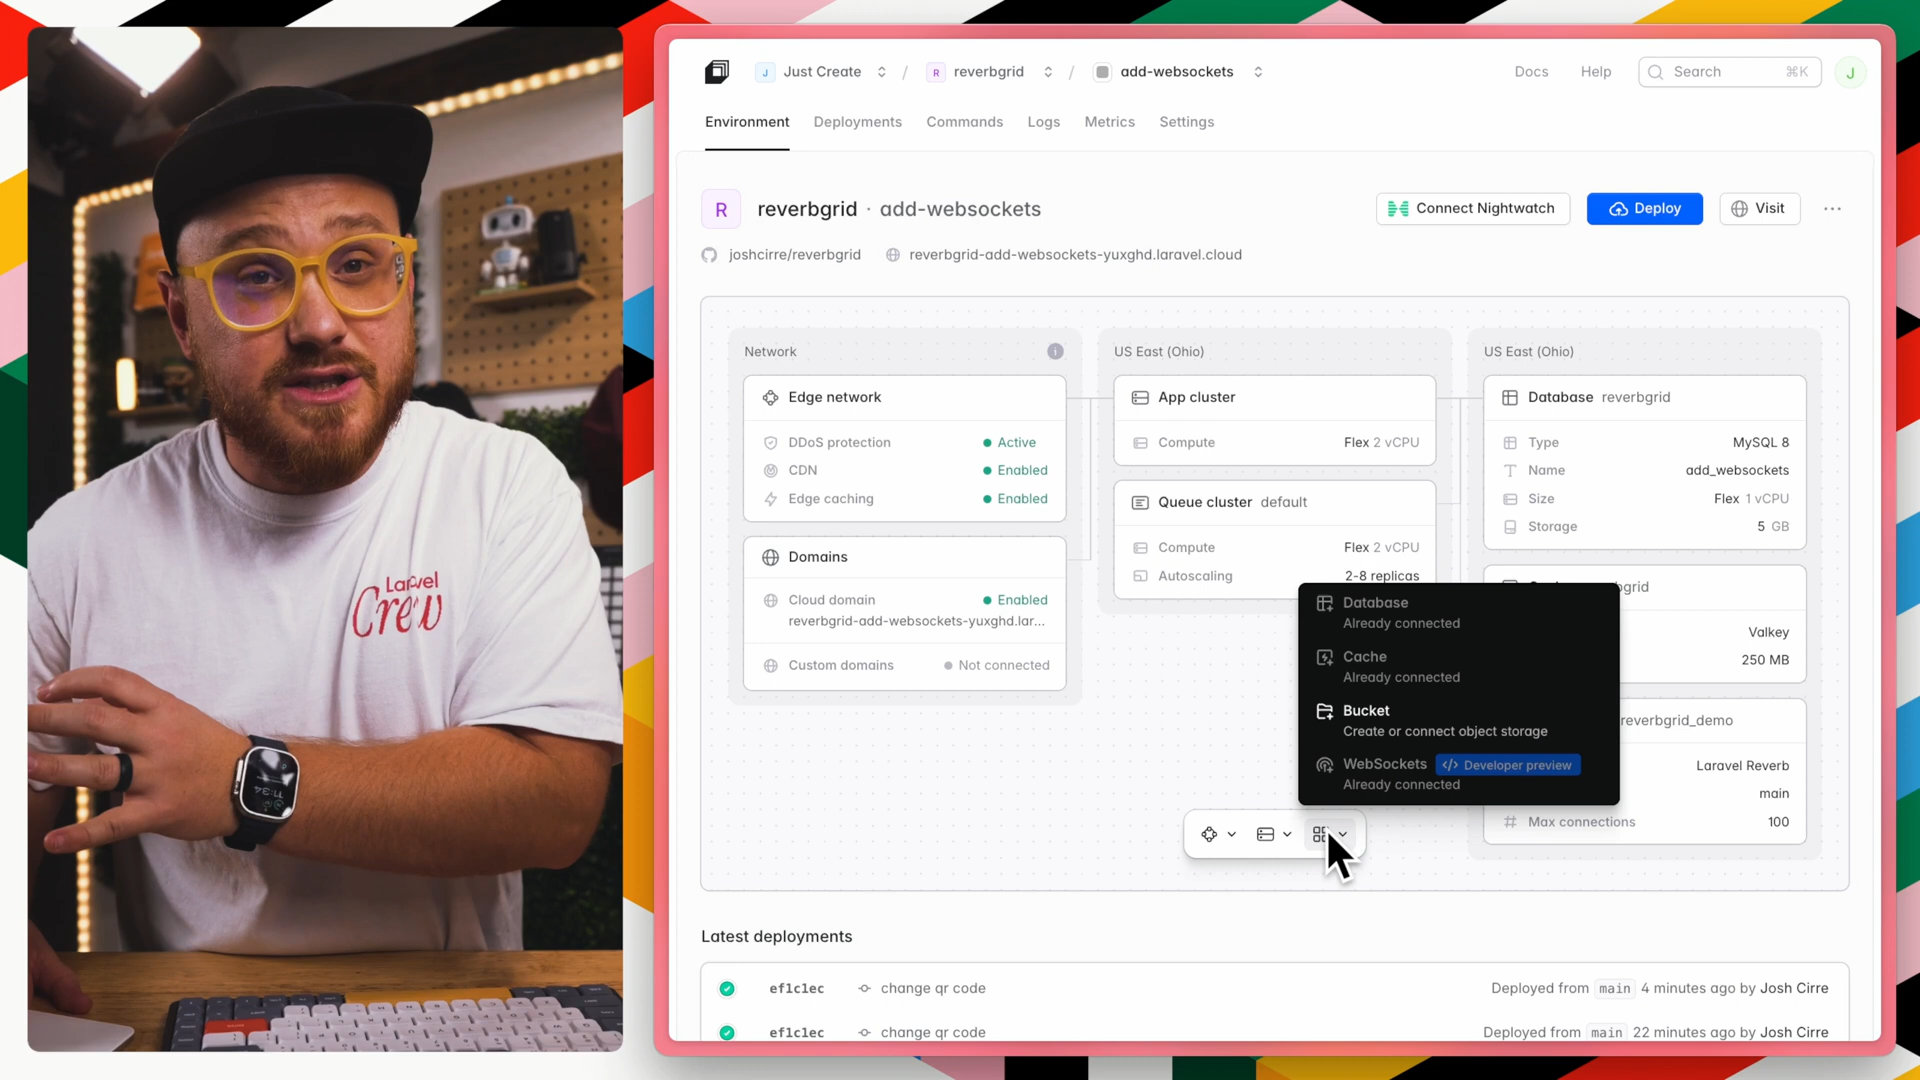 Laravel
Crew
11:34
J Just Create / R reverbgrid / add-websockets
Docs Help Search ⌘K J
Environment Deployments Commands Logs Metrics Settings
R reverbgrid · add-websockets
Connect Nightwatch Deploy Visit ...
joshcirre/reverbgrid reverbgrid-add-websockets-yuxghd.laravel.cloud
Network
Edge network
DDoS protection Active
CDN Enabled
Edge caching Enabled
Domains
Cloud domain Enabled
reverbgrid-add-websockets-yuxghd.lar...
Custom domains Not connected
US East (Ohio)
App cluster
Compute Flex 2 vCPU
Queue cluster default
Compute Flex 2 vCPU
Autoscaling 2-8 replicas
US East (Ohio)
Database reverbgrid
Type MySQL 8
Name add_websockets
Size Flex 1 vCPU
Storage 5 GB
Valkey
250 MB
reverbgrid_demo
Laravel Reverb
main
# Max connections 100
Database
Already connected
Cache
Already connected
Bucket
Create or connect object storage
WebSockets </> Developer preview
Already connected
Latest deployments
ef1c1ec change qr code Deployed from main 4 minutes ago by Josh Cirre
ef1c1ec change qr code Deployed from main 22 minutes ago by Josh Cirre